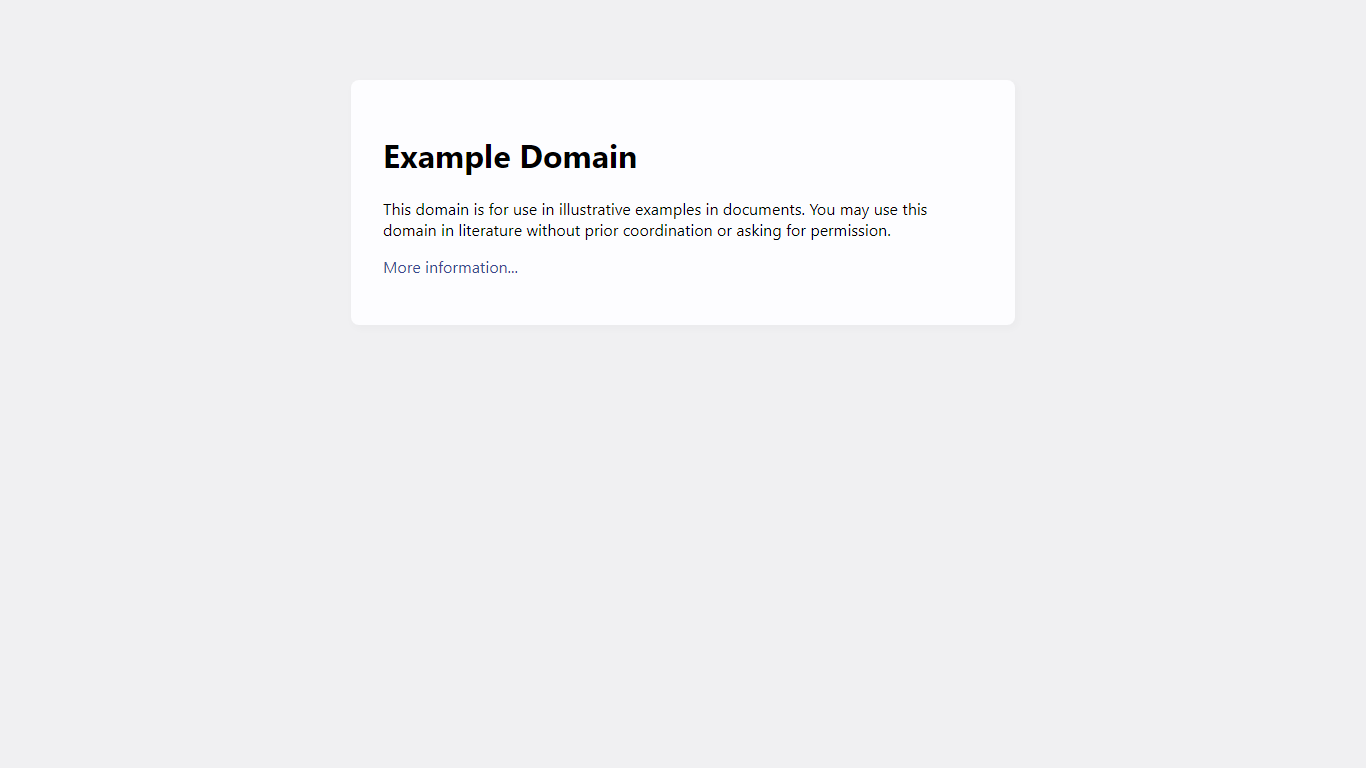 Example Domain
This domain is for use in illustrative examples in documents. You may use this
domain in literature without prior coordination or asking for permission.
More information...